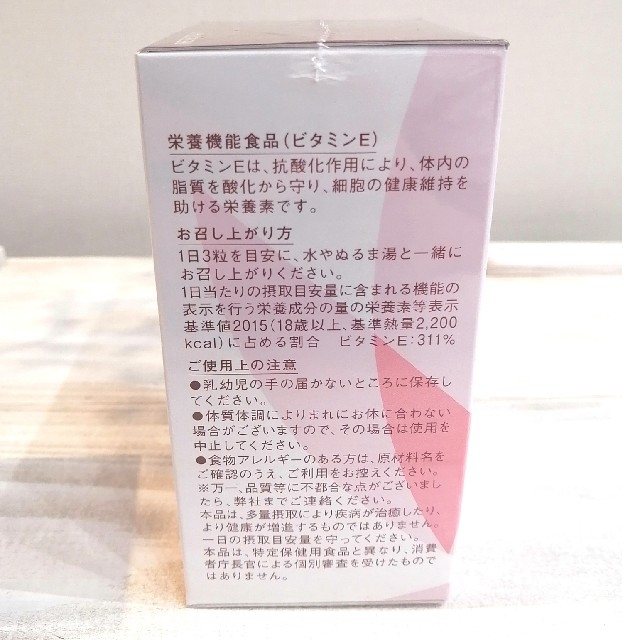 栄養機能食品(ビタミンE)
ビタミンEは、抗酸化作用により、体内の
脂質を酸化から守り、細胞の健康維持を
助ける栄養素です。
お召し上がり方
1日3粒を目安に、水やぬるま湯と一緒に
お召し上がりください。
1日当たりの摂取目安量に含まれる機能の
表示を行う栄養成分の量の栄養素等表示
基準値2015(18歳以上、基準熱量2,200
kcal)に占める割合　ビタミンE:311%
ご使用上の注意
●乳幼児の手の届かないところに保存し
てください。
●体質体調によりまれにお体に合わない
場合がございますので、その場合は使用を
中止してください。
●食物アレルギーのある方は、原材料名を
ご確認のうえ、ご利用をお控えください。
※万一、品質等に不都合な点がございまし
たら、弊社までご連絡ください。
本品は、多量摂取により疾病が治癒したり、
より健康が増進するものではありません。
一日の摂取目安量を守ってください。
本品は、特定保健用食品と異なり、消費
者庁長官による個別審査を受けたもので
はありません。